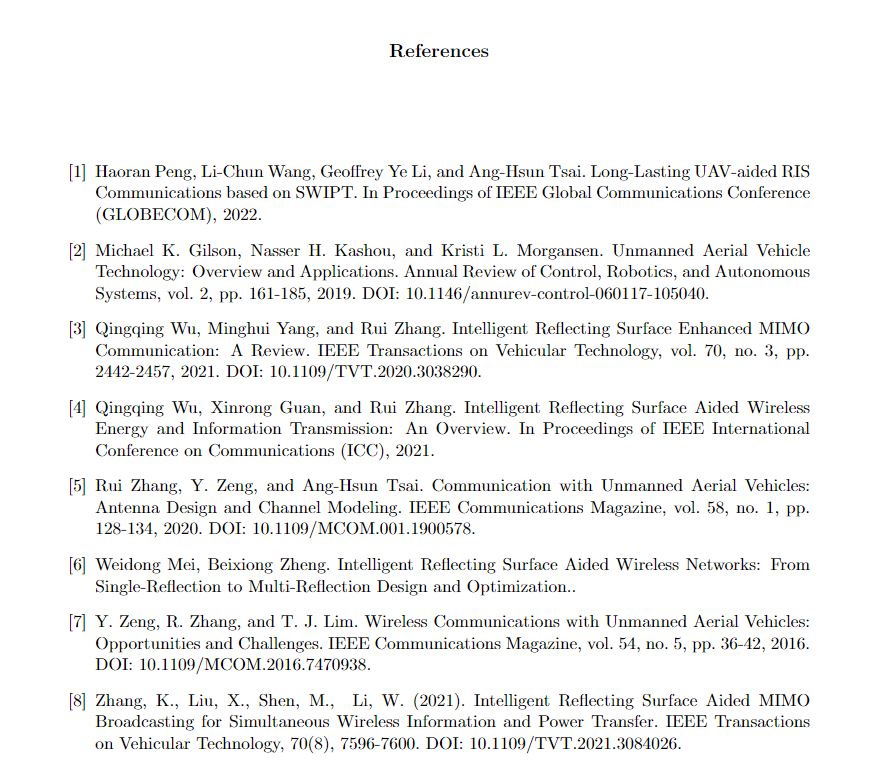 References
[1] Haoran Peng, Li-Chun Wang, Geoffrey Ye Li, and Ang-Hsun Tsai. Long-Lasting UAV-aided RIS
Communications based on SWIPT. In Proceedings of IEEE Global Communications Conference
(GLOBECOM), 2022.
[2] Michael K. Gilson, Nasser H. Kashou, and Kristi L. Morgansen. Unmanned Aerial Vehicle
Technology: Overview and Applications. Annual Review of Control, Robotics, and Autonomous
Systems, vol. 2, pp. 161-185, 2019. DOI: 10.1146/annurev-control-060117-105040.
[3] Qingqing Wu, Minghui Yang, and Rui Zhang. Intelligent Reflecting Surface Enhanced MIMO
Communication: A Review. IEEE Transactions on Vehicular Technology, vol. 70, no. 3, pp.
2442-2457, 2021. DOI: 10.1109/TVT.2020.3038290.
[4] Qingqing Wu, Xinrong Guan, and Rui Zhang. Intelligent Reflecting Surface Aided Wireless
Energy and Information Transmission: An Overview. In Proceedings of IEEE International
Conference on Communications (ICC), 2021.
[5] Rui Zhang, Y. Zeng, and Ang-Hsun Tsai. Communication with Unmanned Aerial Vehicles:
Antenna Design and Channel Modeling. IEEE Communications Magazine, vol. 58, no. 1, pp.
128-134, 2020. DOI: 10.1109/MCOM.001.1900578.
[6] Weidong Mei, Beixiong Zheng. Intelligent Reflecting Surface Aided Wireless Networks: From
Single-Reflection to Multi-Reflection Design and Optimization..
[7] Y. Zeng, R. Zhang, and T. J. Lim. Wireless Communications with Unmanned Aerial Vehicles:
Opportunities and Challenges. IEEE Communications Magazine, vol. 54, no. 5, pp. 36-42, 2016.
DOI: 10.1109/MCOM.2016.7470938.
[8] Zhang, K., Liu, X., Shen, M., Li, W. (2021). Intelligent Reflecting Surface Aided MIMO
Broadcasting for Simultaneous Wireless Information and Power Transfer. IEEE Transactions
on Vehicular Technology, 70(8), 7596-7600. DOI: 10.1109/TVT.2021.3084026.